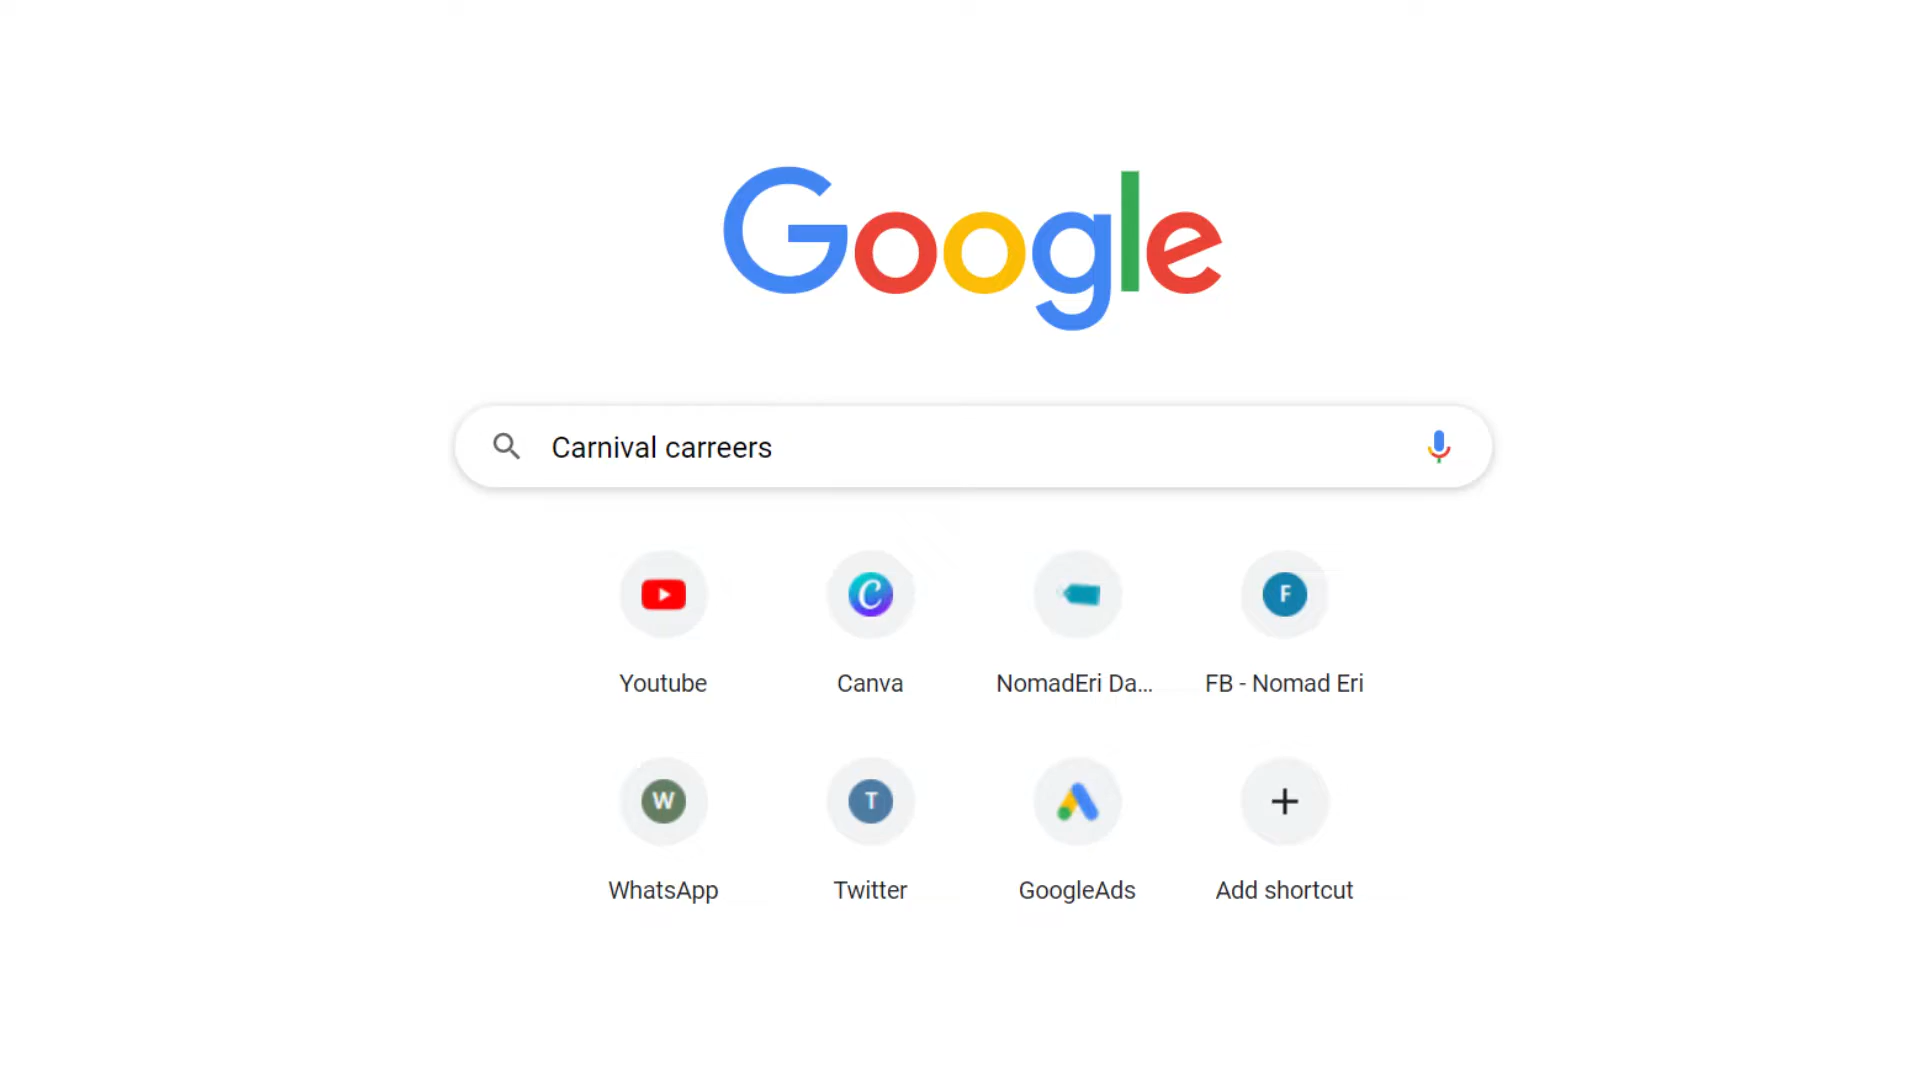 Google
Carnival carreers
Youtube
Canva
NomadEri Da...
FB - Nomad Eri
F
W
T
WhatsApp
Twitter
GoogleAds
Add shortcut